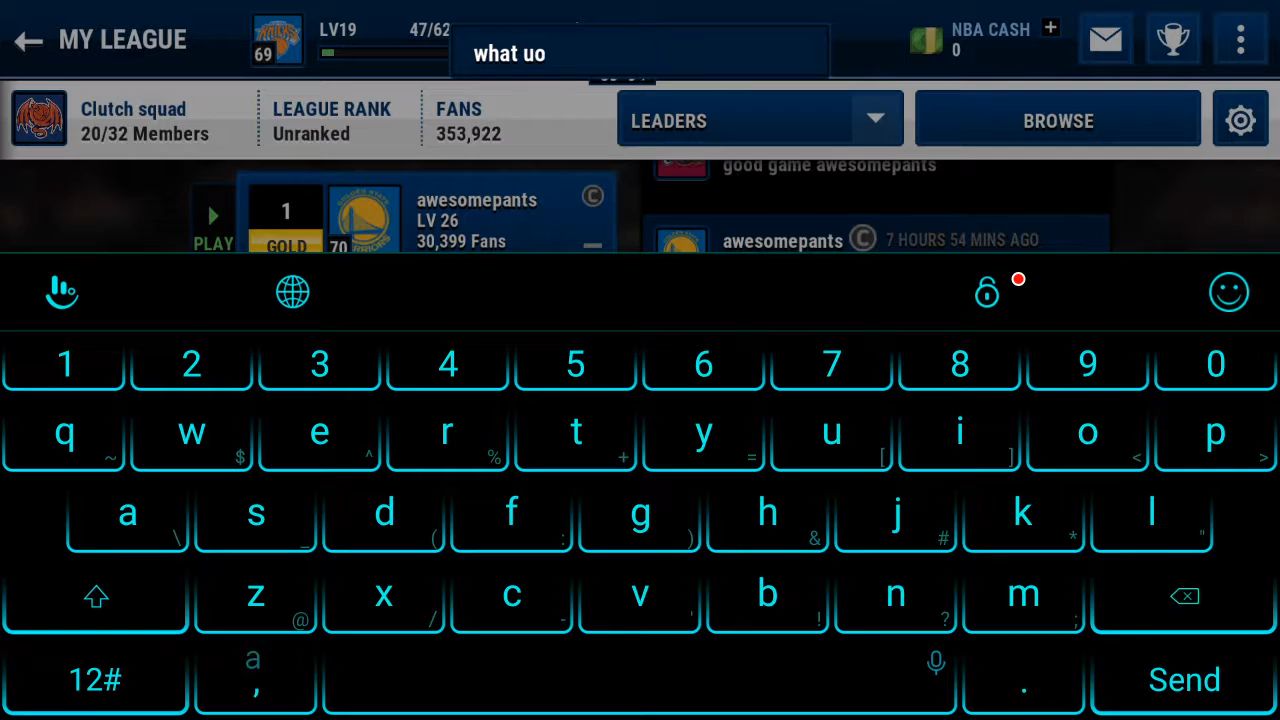 MY LEAGUE
69
LV19
47/62
what uo
NBA CASH
0
Clutch squad
20/32 Members
LEAGUE RANK
Unranked
FANS
353,922
LEADERS
BROWSE
PLAY
1
GOLD
70
awesomepants
LV 26
30,399 Fans
C
good game awesomepants
awesomepants C 7 HOURS 54 MINS AGO
1 2 3 4 5 6 7 8 9 0
q w e r t y u i o p
~ $ ^ % + = [ ] < >
a s d f g h j k l
\ _ ( : ) & # * "
z x c v b n m
@ / - ' ! ? ;
12# a , . Send